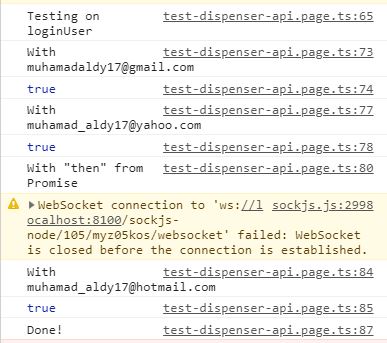 Testing on test-dispenser-api.page.ts:65
loginUser
With test-dispenser-api.page.ts:73
muhamadaldy17@gmail.com
true test-dispenser-api.page.ts:74
With test-dispenser-api.page.ts:77
muhamad_aldy17@yahoo.com
true test-dispenser-api.page.ts:78
With "then" from test-dispenser-api.page.ts:80
Promise
WebSocket connection to 'ws://l sockjs.js:2998
ocalhost:8100/sockjs-
node/105/myz05kos/websocket' failed: WebSocket
is closed before the connection is established.
With test-dispenser-api.page.ts:84
muhamad_aldy17@hotmail.com
true test-dispenser-api.page.ts:85
Done! test-dispenser-api.page.ts:87